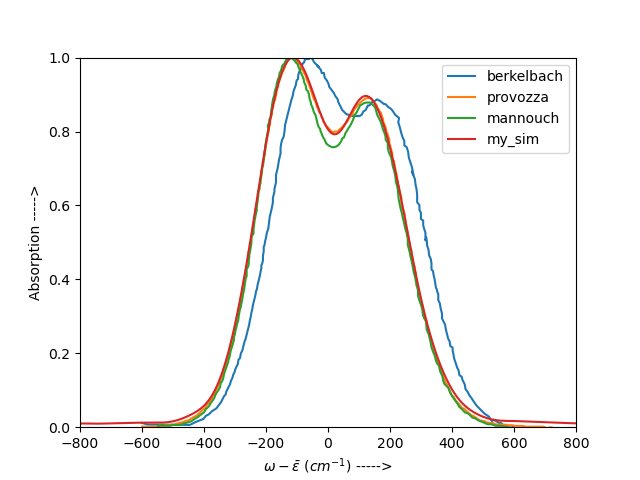 1.0
0.8
0.6
0.4
0.2
0.0
Absorption ----->
berkelbach
provozza
mannouch
my_sim
−800 −600 −400 −200 0 200 400 600 800
ω − ε̄ (cm⁻¹) ----->